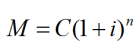 M = C(1 + i)ⁿ